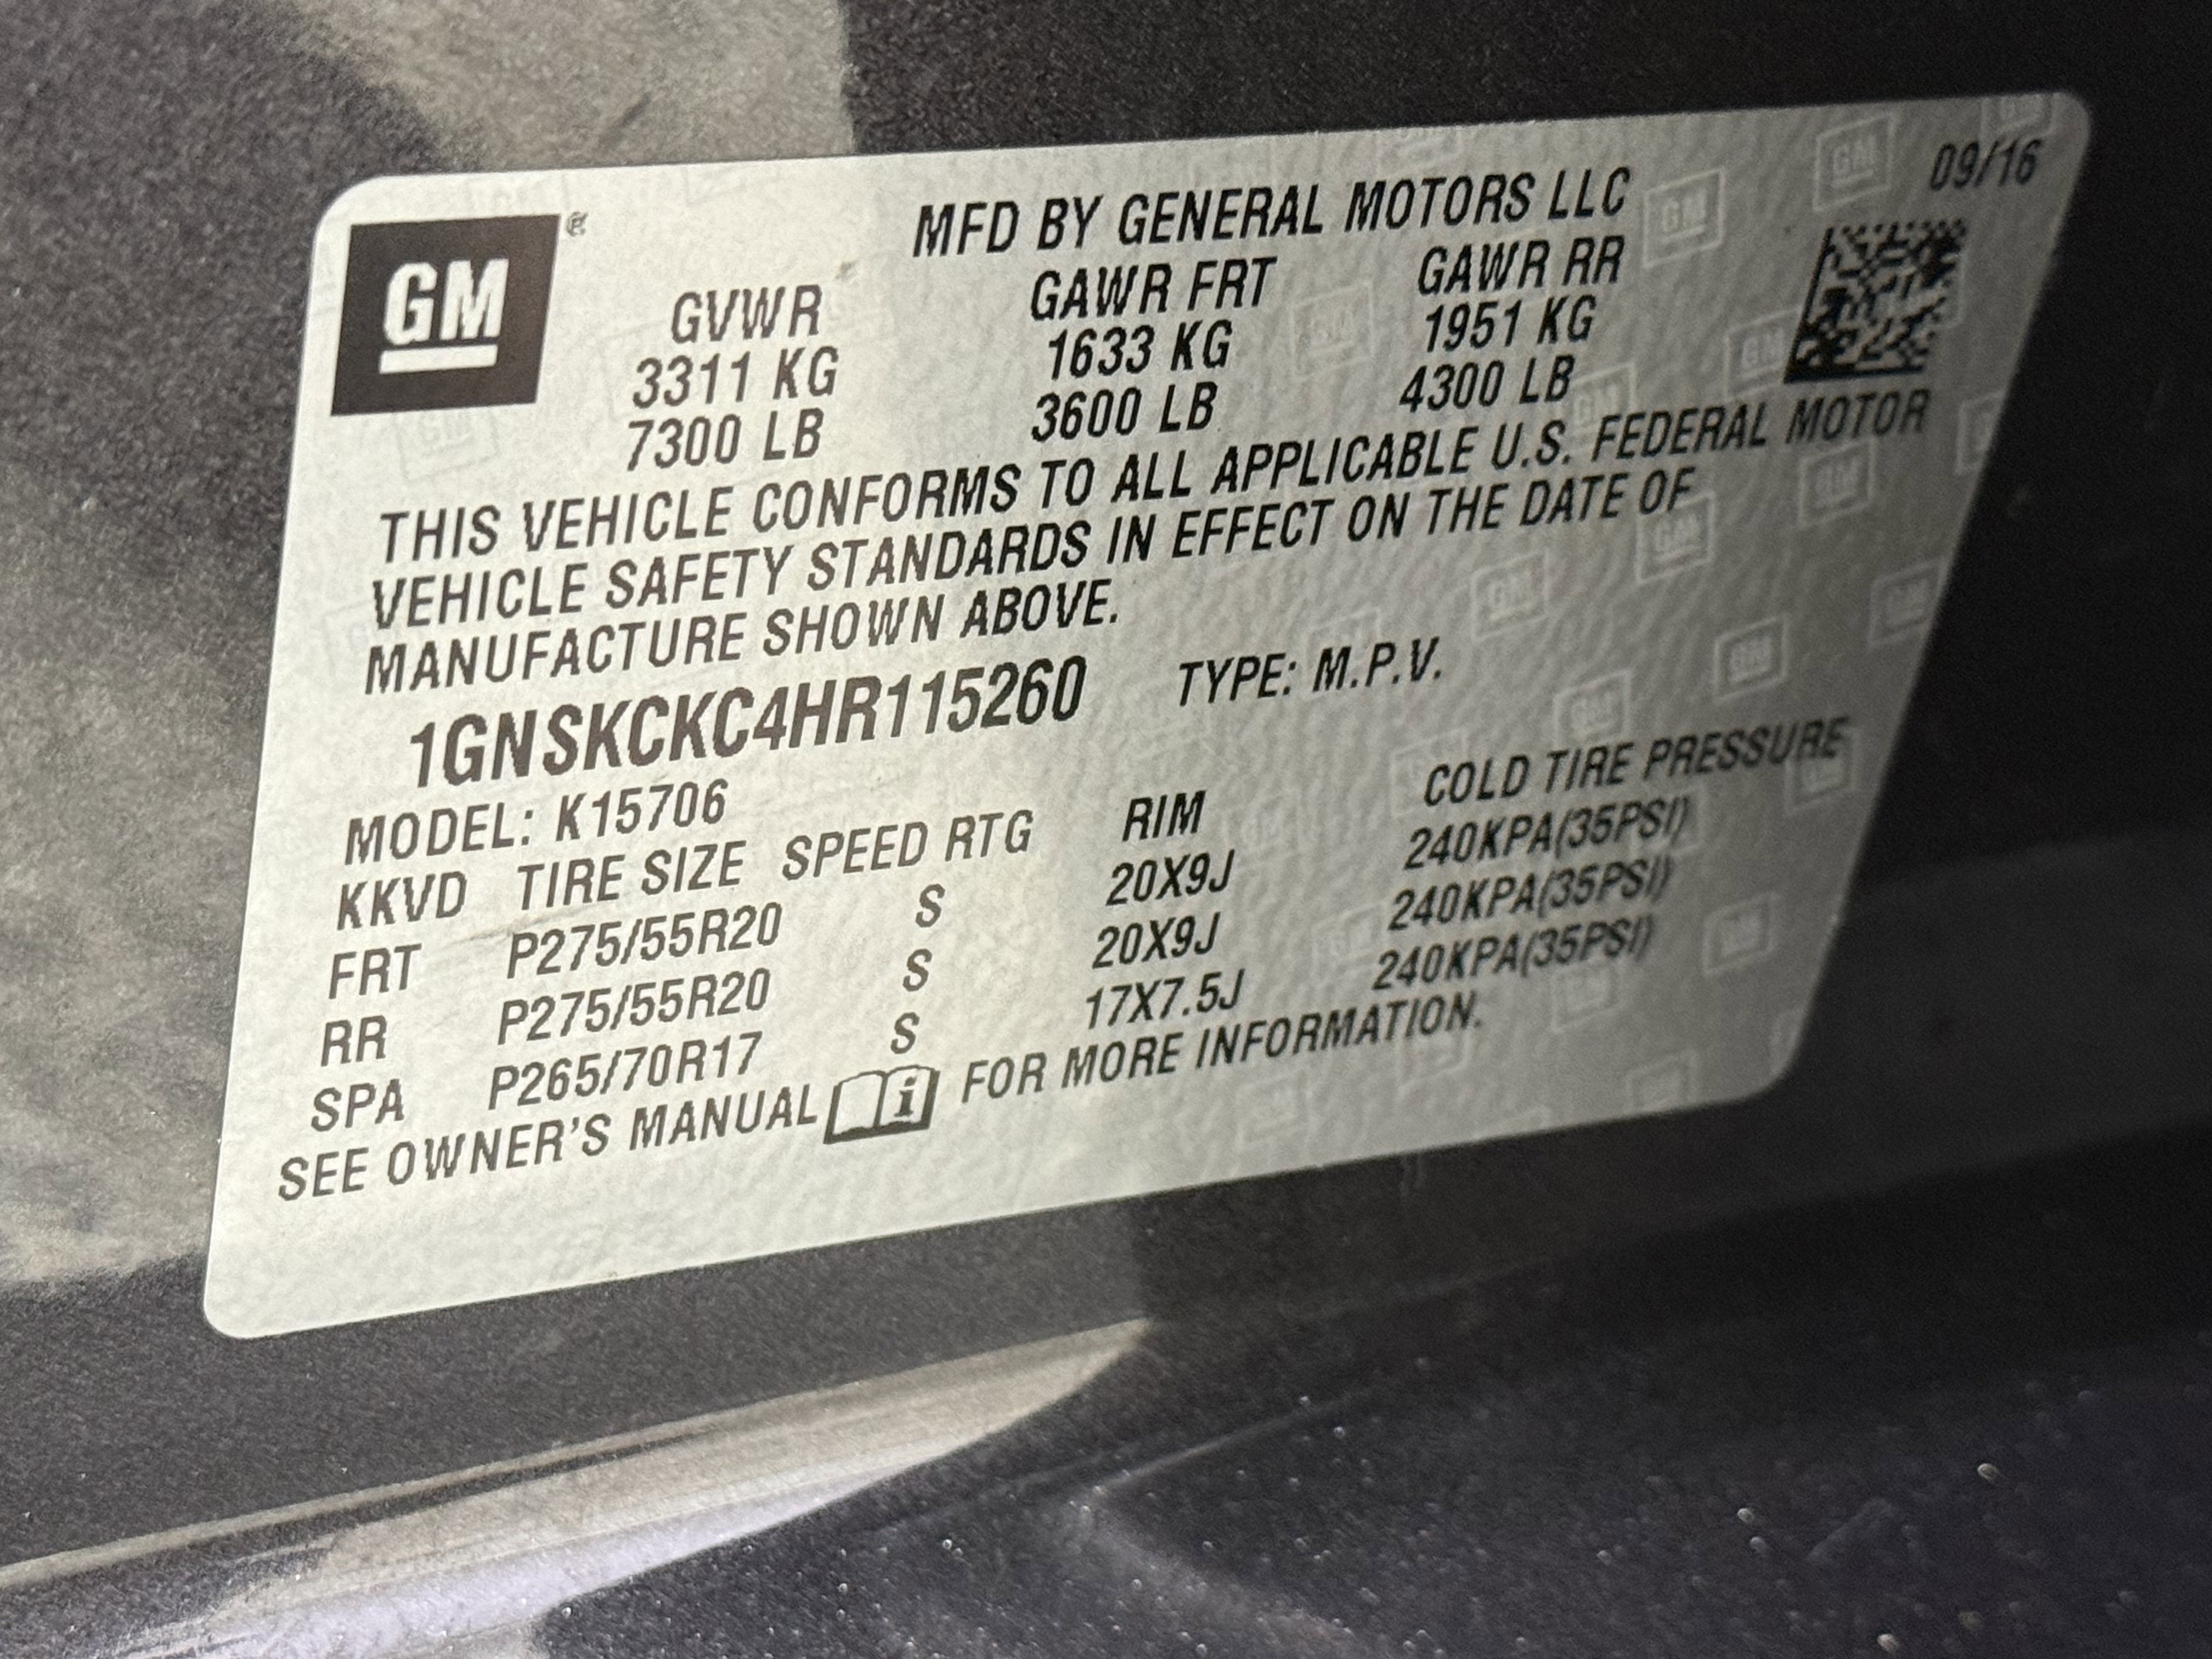 GM
MFD BY GENERAL MOTORS LLC 09/16
GVWR GAWR FRT GAWR RR
3311 KG 1633 KG 1951 KG
7300 LB 3600 LB 4300 LB
THIS VEHICLE CONFORMS TO ALL APPLICABLE U.S. FEDERAL MOTOR
VEHICLE SAFETY STANDARDS IN EFFECT ON THE DATE OF
MANUFACTURE SHOWN ABOVE.
1GNSKCKC4HR115260 TYPE: M.P.V.
MODEL: K15706
KKVD TIRE SIZE SPEED RTG RIM COLD TIRE PRESSURE
FRT P275/55R20 S 20X9J 240KPA(35PSI)
RR P275/55R20 S 20X9J 240KPA(35PSI)
SPA P265/70R17 S 17X7.5J 240KPA(35PSI)
SEE OWNER'S MANUAL i FOR MORE INFORMATION.